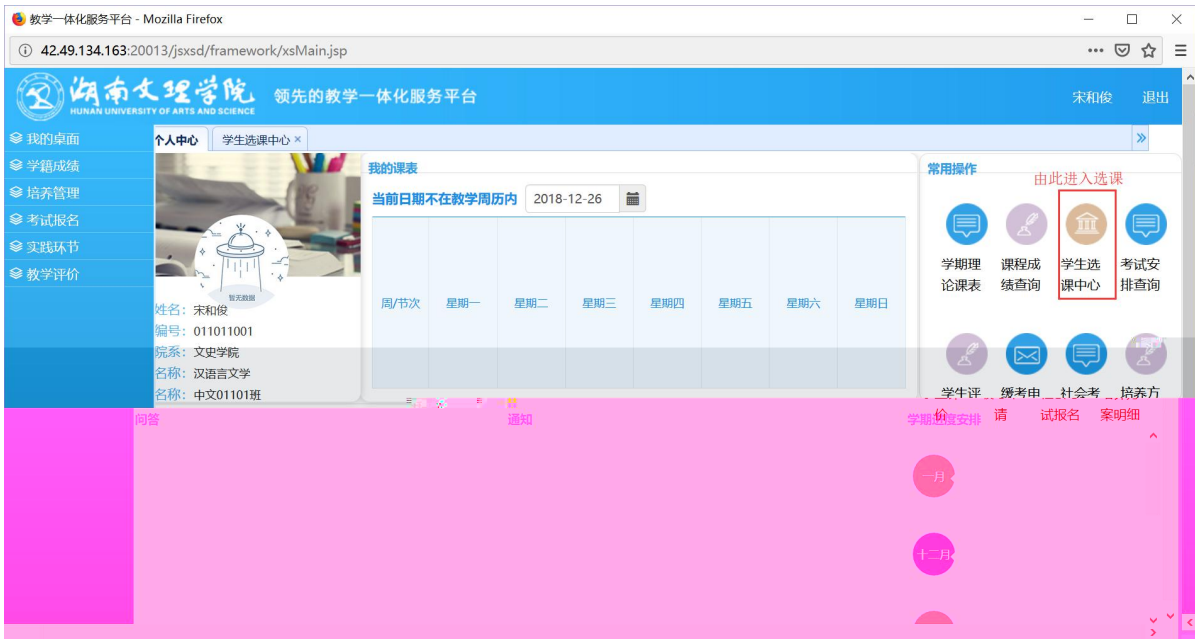 教学一体化服务平台 - Mozilla Firefox
42.49.134.163:20013/jsxsd/framework/xsMain.jsp
湖南文理学院
HUNAN UNIVERSITY OF ARTS AND SCIENCE
领先的教学一体化服务平台
宋和俊 退出
我的桌面
学籍成绩
培养管理
考试报名
实践环节
教学评价
个人中心 学生选课中心
暂无数据
姓名：宋和俊
编号：011011001
院系：文史学院
名称：汉语言文学
名称：中文01101班
我的课表
当前日期不在教学周历内 2018-12-26
周/节次 星期一 星期二 星期三 星期四 星期五 星期六 星期日
常用操作
由此进入选课
学期理论课表
课程成绩查询
学生选课中心
考试安排查询
学生评价
缓考申请
社会考试报名
培养方案明细
问答
通知
学期进度安排
一月
十二月